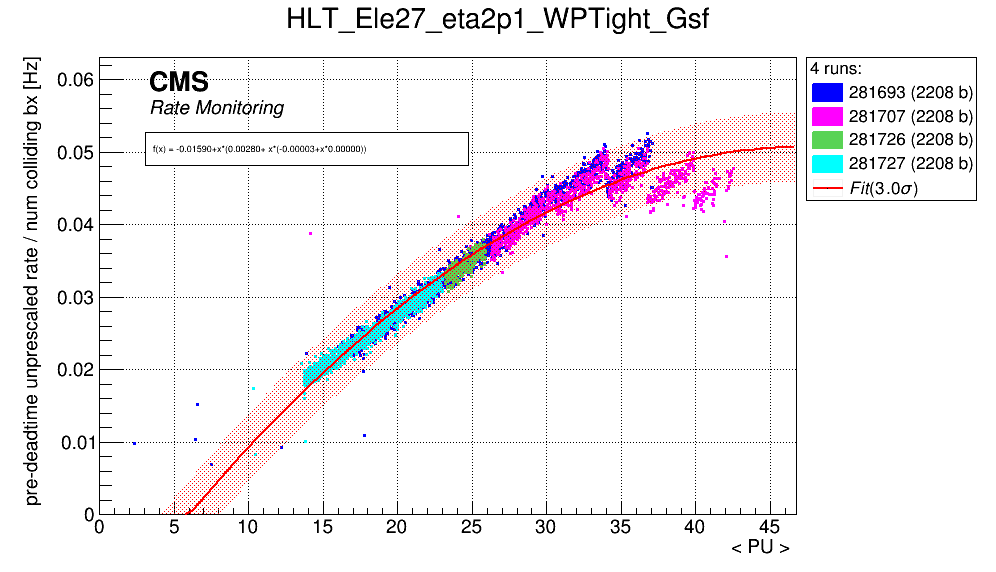 HLT_Ele27_eta2p1_WPTight_Gsf
pre-deadtime unprescaled rate / num colliding bx [Hz]
CMS
Rate Monitoring
f(x) = -0.01590+x*(0.00280+ x*(-0.00003+x*0.00000))
0.06
0.05
0.04
0.03
0.02
0.01
0
0 5 10 15 20 25 30 35 40 45
< PU >
4 runs:
281693 (2208 b)
281707 (2208 b)
281726 (2208 b)
281727 (2208 b)
Fit(3.0σ)